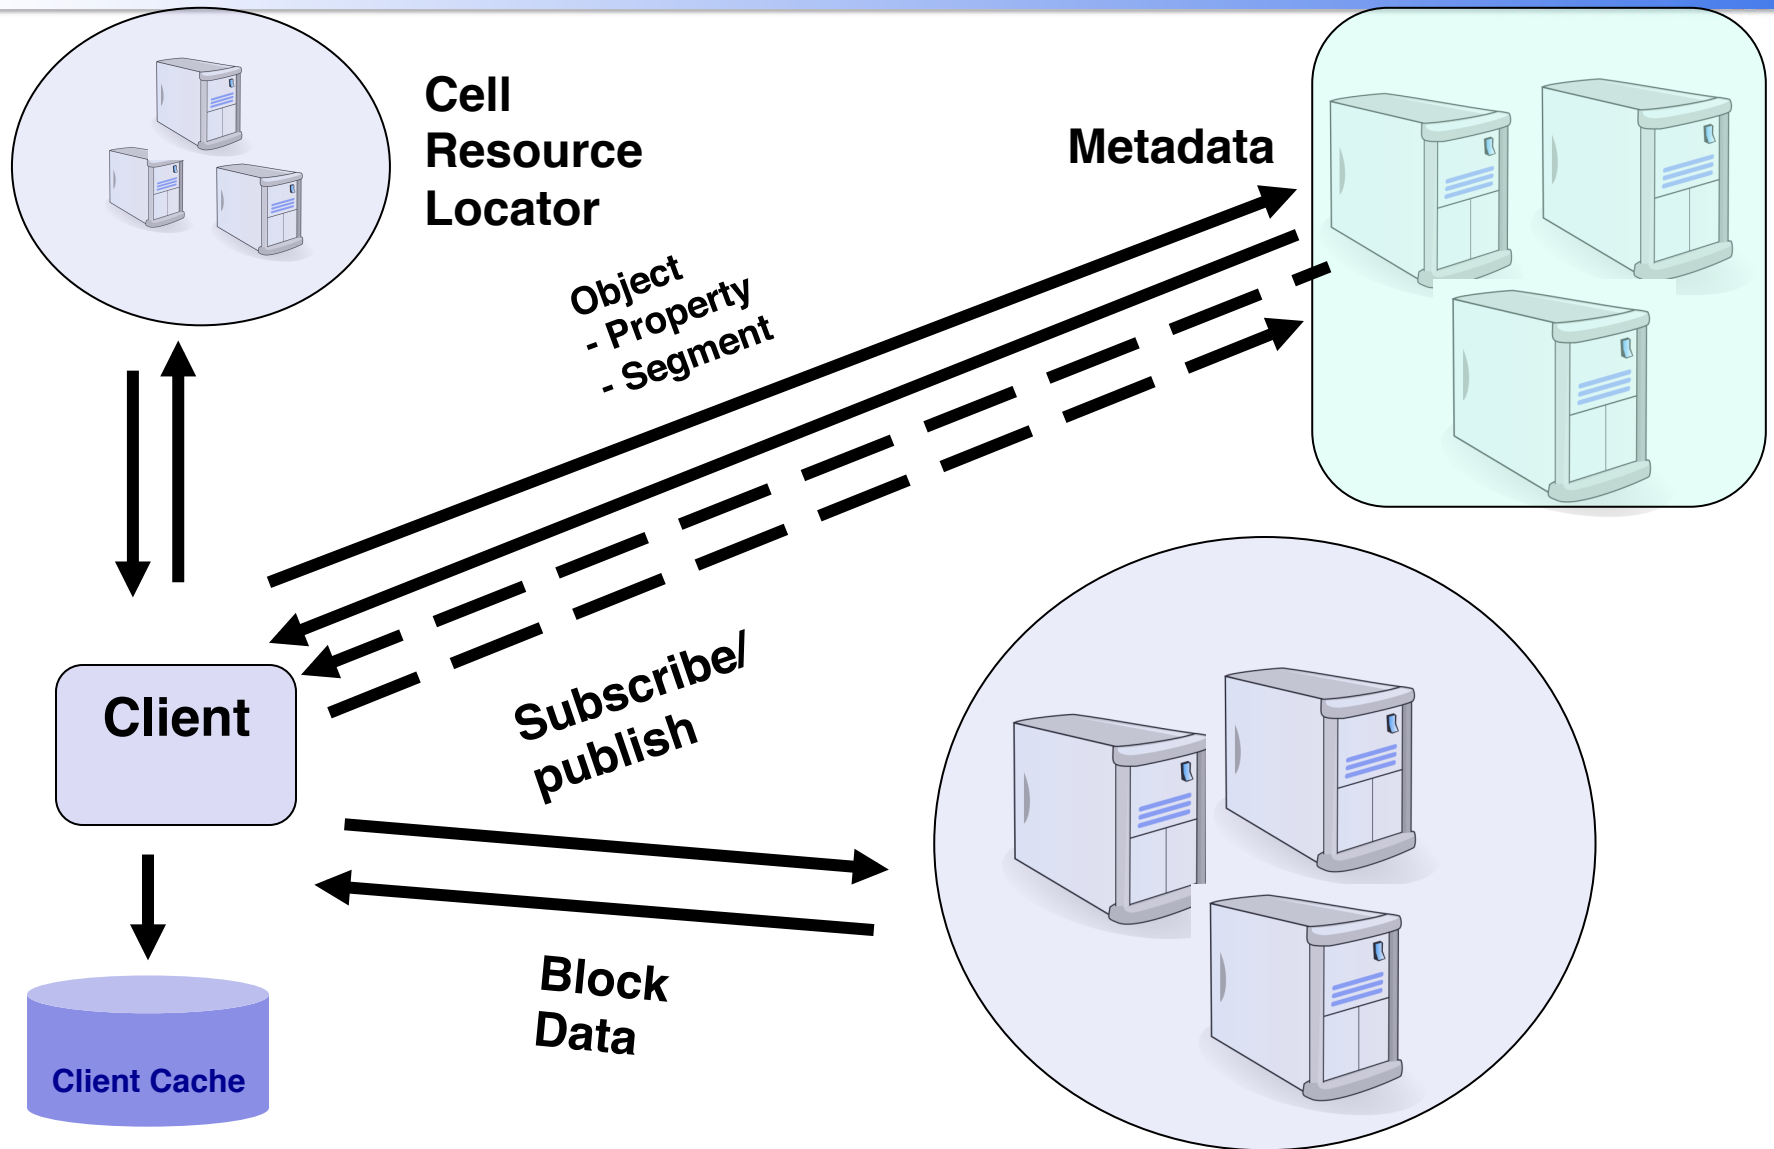 Cell
Resource
Locator
Metadata
Object
- Property
- Segment
Client
Subscribe/
publish
Block
Data
Client Cache